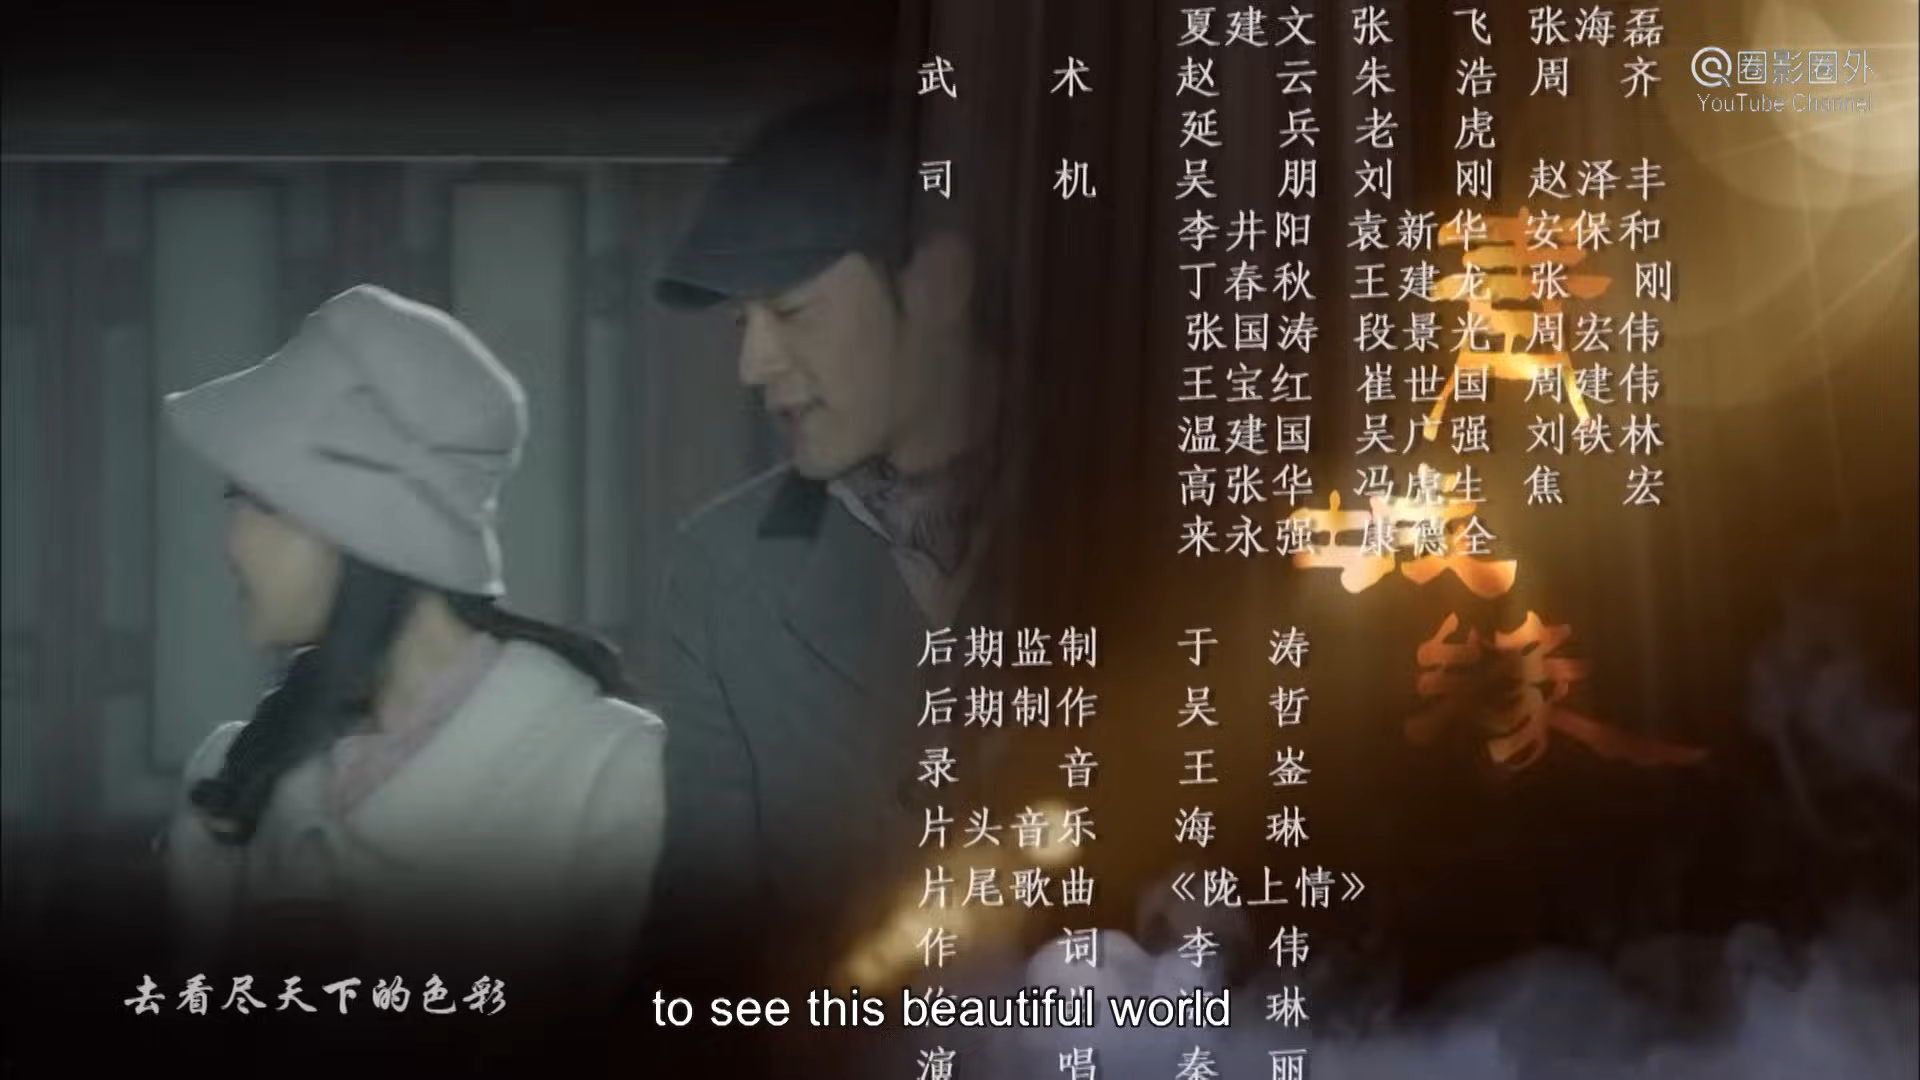 夏建文 张飞 张海磊
武术 赵云 朱浩 周齐
延兵 老虎
司机 吴朋 刘刚 赵泽丰
李井阳 袁新华 安保和
丁春秋 王建龙 张刚
张国涛 段景光 周宏伟
王宝红 崔世国 周建伟
温建国 吴广强 刘铁林
高张华 冯虎生 焦宏
来永强 康德全
圈影圈外
YouTube Channel
后期监制 于涛
后期制作 吴哲
录音 王崟
片头音乐 海琳
片尾歌曲 《陇上情》
作词 李伟
作曲 海琳
演唱 秦丽
去看尽天下的色彩
to see this beautiful world